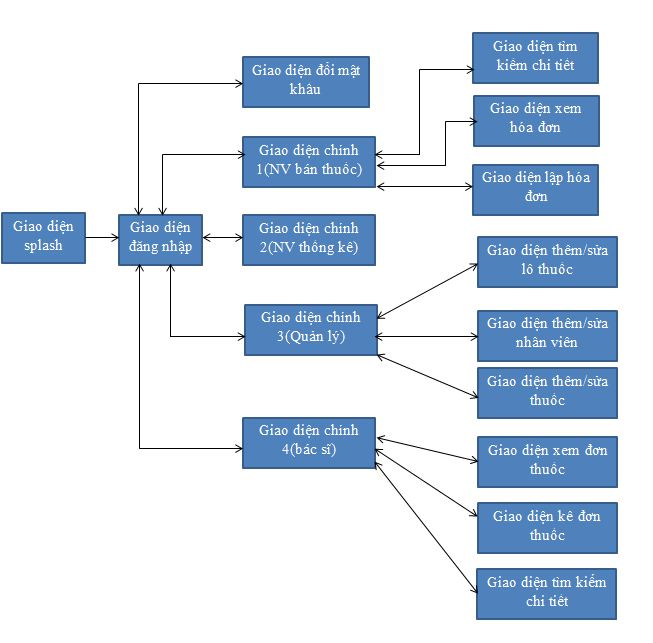 Giao diện tìm
kiếm chi tiết
Giao diện đổi mật
khẩu
Giao diện xem
hóa đơn
Giao diện chính
1(NV bán thuốc)
Giao diện lập hóa
đơn
Giao diện
splash
Giao diện
đăng nhập
Giao diện chính
2(NV thống kê)
Giao diện thêm/sửa
lô thuốc
Giao diện chính
3(Quản lý)
Giao diện thêm/sửa
nhân viên
Giao diện thêm/sửa
thuốc
Giao diện chính
4(bác sĩ)
Giao diện xem đơn
thuốc
Giao diện kê đơn
thuốc
Giao diện tìm kiếm
chi tiết